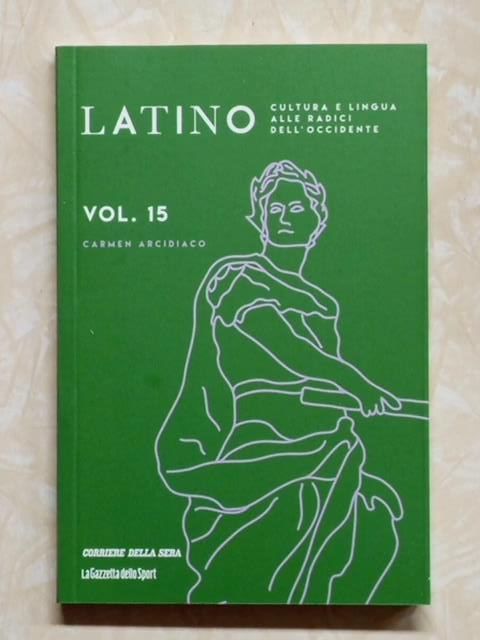 LATINO
CULTURA E LINGUA
ALLE RADICI
DELL'OCCIDENTE
VOL. 15
CARMEN ARCIDIACO
CORRIERE DELLA SERA
La Gazzetta dello Sport